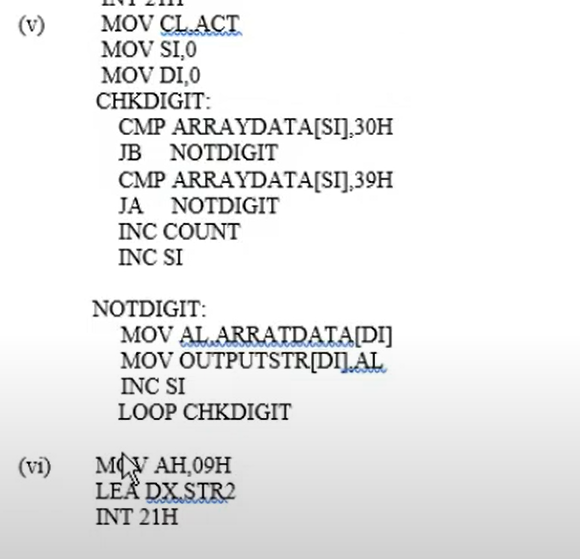 INT 21H
(v) MOV CL,ACT
MOV SI,0
MOV DI,0
CHKDIGIT:
CMP ARRAYDATA[SI],30H
JB NOTDIGIT
CMP ARRAYDATA[SI],39H
JA NOTDIGIT
INC COUNT
INC SI
NOTDIGIT:
MOV AL,ARRATDATA[DI]
MOV OUTPUTSTR[DI],AL
INC SI
LOOP CHKDIGIT
(vi) MOV AH,09H
LEA DX,STR2
INT 21H